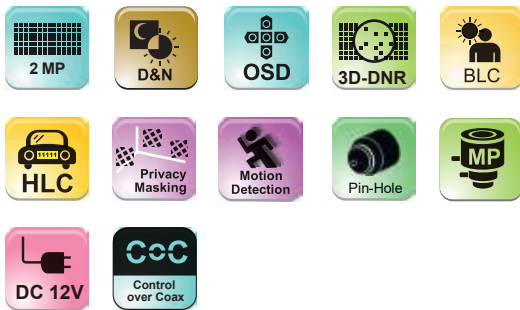 2 MP
D&N
OSD
3D-DNR
BLC
HLC
Privacy
Masking
Motion
Detection
Pin-Hole
MP
DC 12V
CoC
Control
over Coax